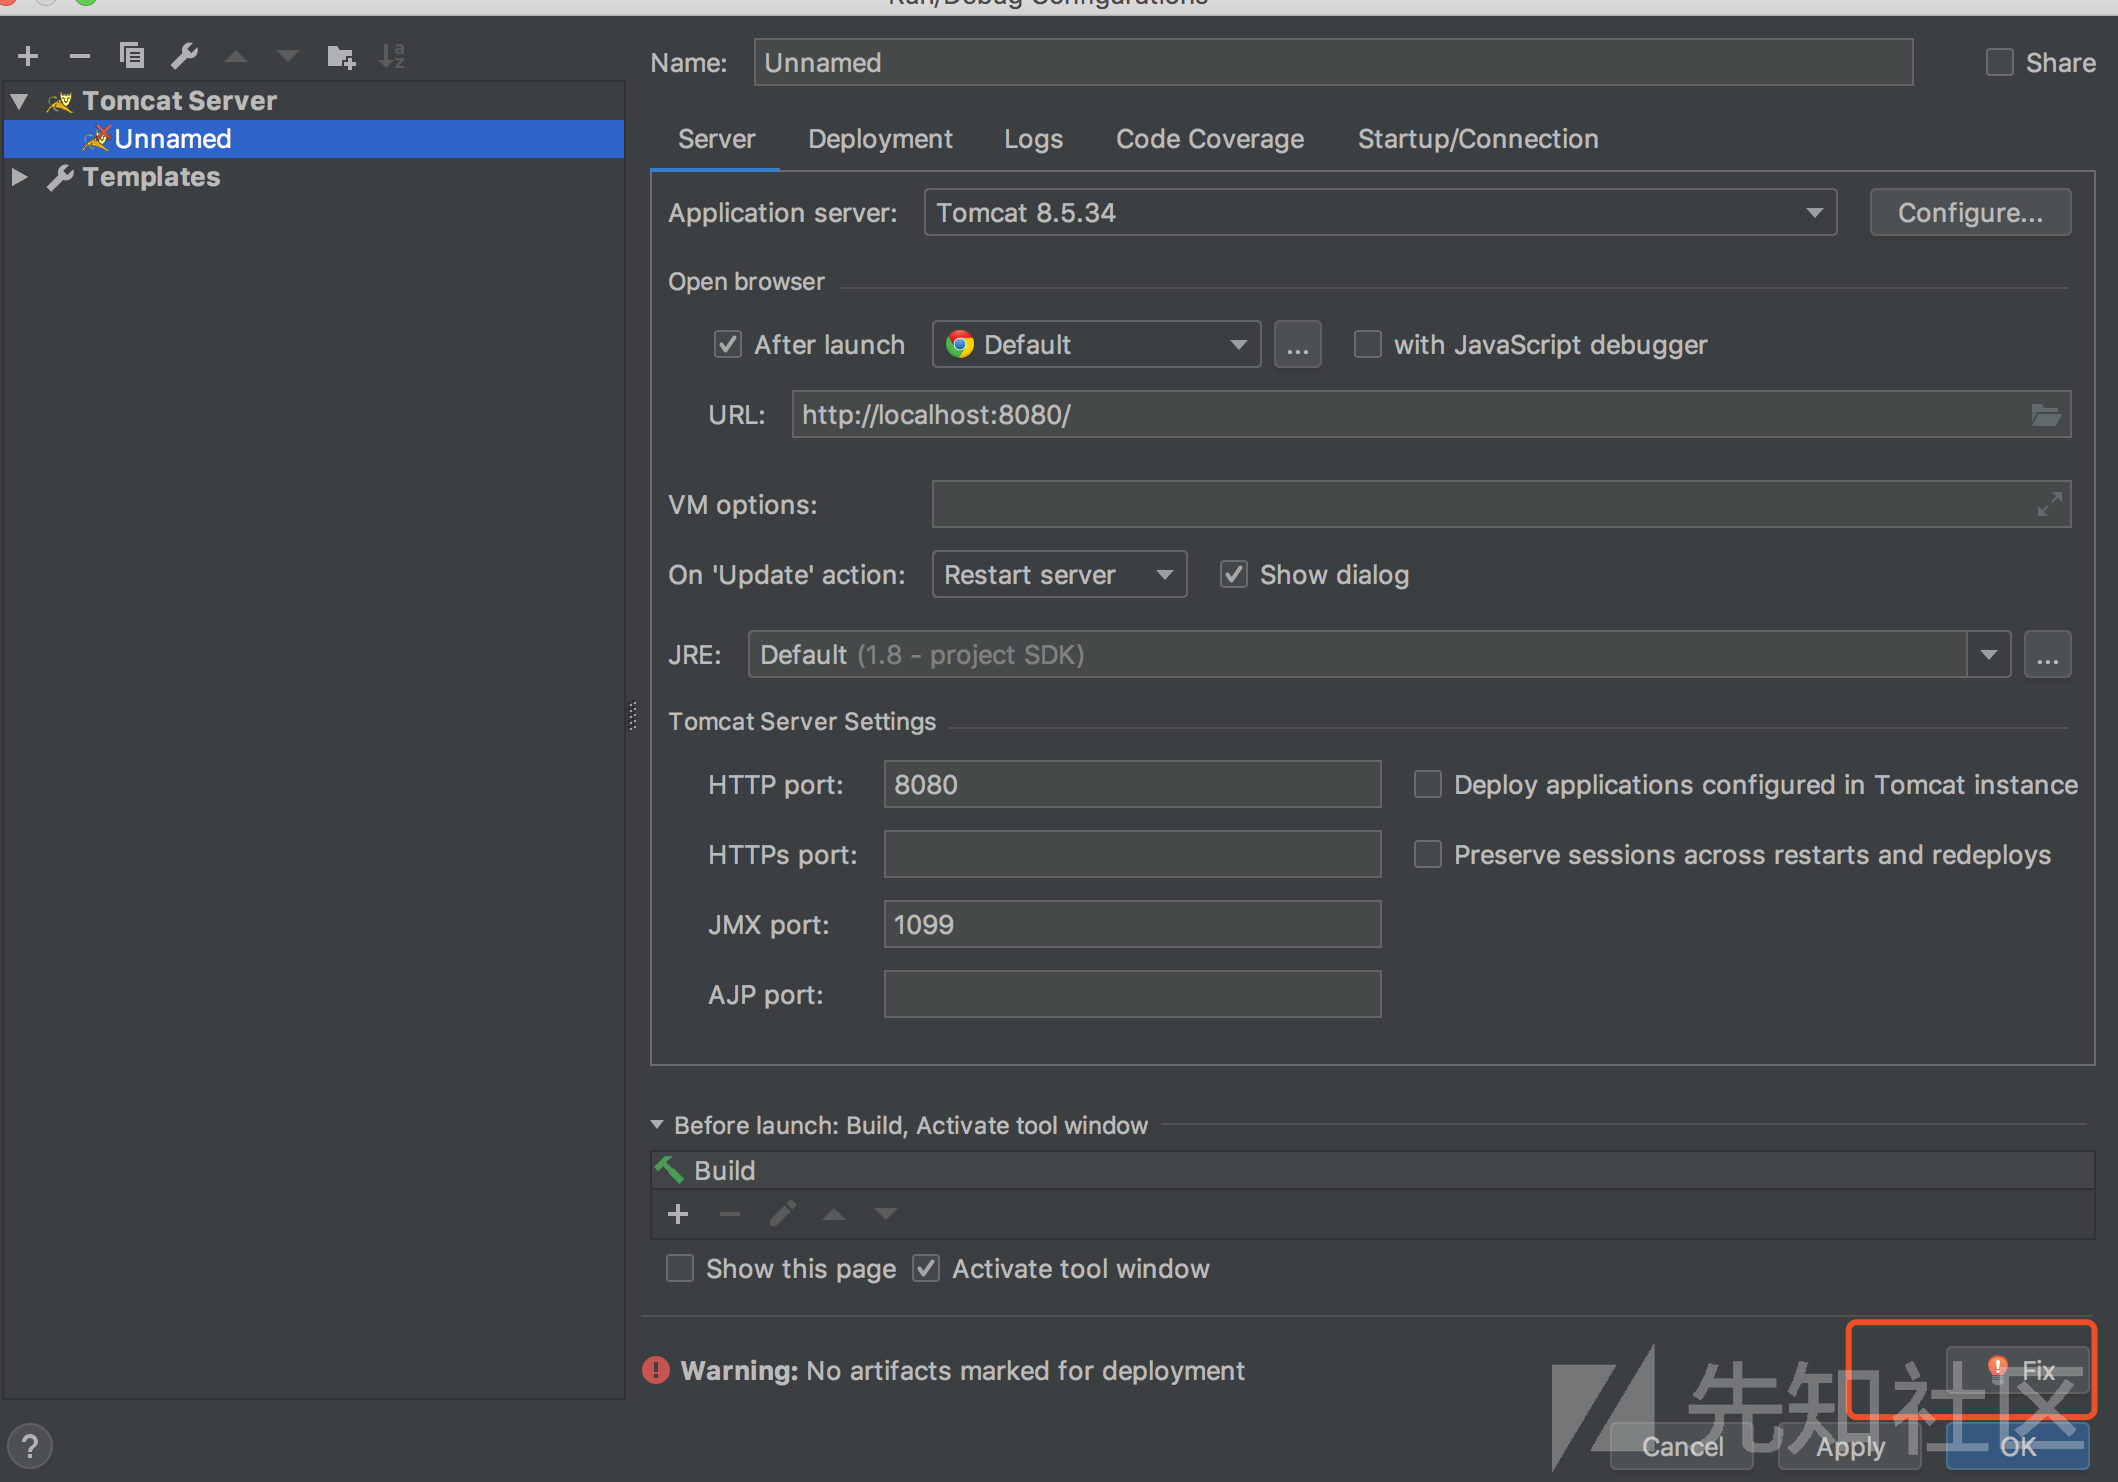 Run/Debug Configurations
Name: Unnamed Share
Tomcat Server
Unnamed
Templates
Server Deployment Logs Code Coverage Startup/Connection
Application server: Tomcat 8.5.34 Configure...
Open browser
After launch Default ... with JavaScript debugger
URL: http://localhost:8080/
VM options:
On 'Update' action: Restart server Show dialog
JRE: Default (1.8 - project SDK) ...
Tomcat Server Settings
HTTP port: 8080 Deploy applications configured in Tomcat instance
HTTPs port: Preserve sessions across restarts and redeploys
JMX port: 1099
AJP port:
Before launch: Build, Activate tool window
Build
Show this page Activate tool window
Warning: No artifacts marked for deployment Fix
先知社区
? Cancel Apply OK